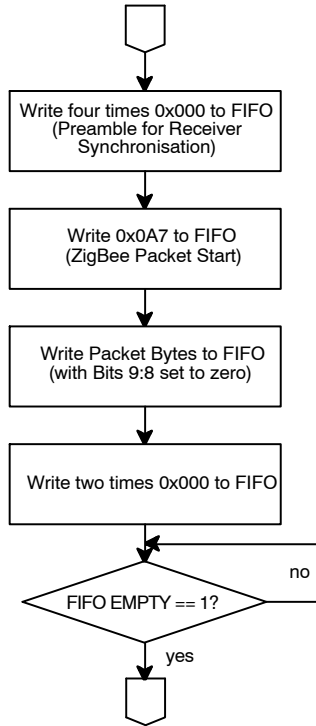 Write four times 0x000 to FIFO
(Preamble for Receiver
Synchronisation)
Write 0x0A7 to FIFO
(ZigBee Packet Start)
Write Packet Bytes to FIFO
(with Bits 9:8 set to zero)
Write two times 0x000 to FIFO
no
FIFO EMPTY == 1?
yes